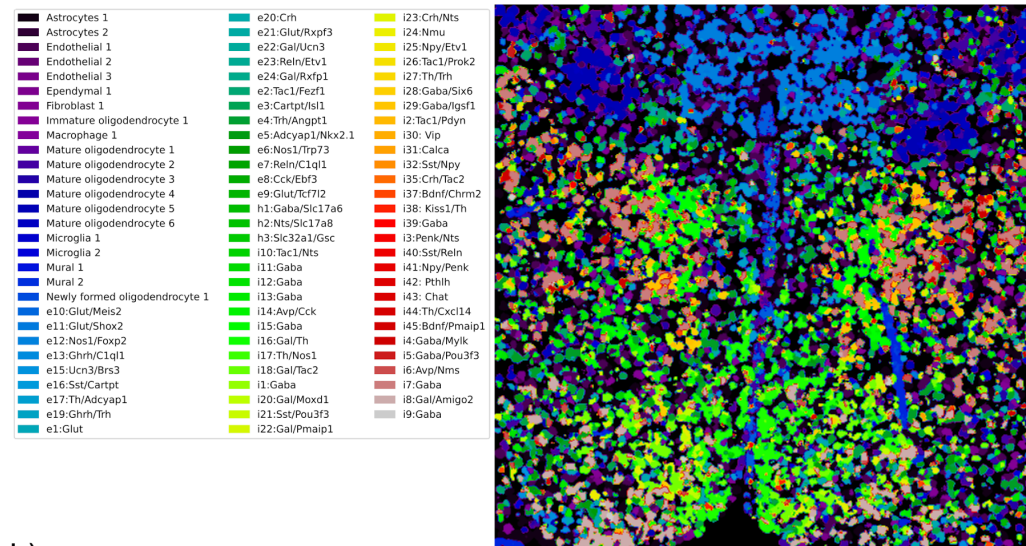 Astrocytes 1
Astrocytes 2
Endothelial 1
Endothelial 2
Endothelial 3
Ependymal 1
Fibroblast 1
Immature oligodendrocyte 1
Macrophage 1
Mature oligodendrocyte 1
Mature oligodendrocyte 2
Mature oligodendrocyte 3
Mature oligodendrocyte 4
Mature oligodendrocyte 5
Mature oligodendrocyte 6
Microglia 1
Microglia 2
Mural 1
Mural 2
Newly formed oligodendrocyte 1
e10:Glut/Meis2
e11:Glut/Shox2
e12:Nos1/Foxp2
e13:Ghrh/C1ql1
e15:Ucn3/Brs3
e16:Sst/Cartpt
e17:Th/Adcyap1
e19:Ghrh/Trh
e1:Glut
e20:Crh
e21:Glut/Rxpf3
e22:Gal/Ucn3
e23:Reln/Etv1
e24:Gal/Rxfp1
e2:Tac1/Fezf1
e3:Cartpt/Isl1
e4:Trh/Angpt1
e5:Adcyap1/Nkx2.1
e6:Nos1/Trp73
e7:Reln/C1ql1
e8:Cck/Ebf3
e9:Glut/Tcf7l2
h1:Gaba/Slc17a6
h2:Nts/Slc17a8
h3:Slc32a1/Gsc
i10:Tac1/Nts
i11:Gaba
i12:Gaba
i13:Gaba
i14:Avp/Cck
i15:Gaba
i16:Gal/Th
i17:Th/Nos1
i18:Gal/Tac2
i1:Gaba
i20:Gal/Moxd1
i21:Sst/Pou3f3
i22:Gal/Pmaip1
i23:Crh/Nts
i24:Nmu
i25:Npy/Etv1
i26:Tac1/Prok2
i27:Th/Trh
i28:Gaba/Six6
i29:Gaba/Igsf1
i2:Tac1/Pdyn
i30: Vip
i31:Calca
i32:Sst/Npy
i35:Crh/Tac2
i37:Bdnf/Chrm2
i38: Kiss1/Th
i39:Gaba
i3:Penk/Nts
i40:Sst/Reln
i41:Npy/Penk
i42: Pthlh
i43: Chat
i44:Th/Cxcl14
i45:Bdnf/Pmaip1
i4:Gaba/Mylk
i5:Gaba/Pou3f3
i6:Avp/Nms
i7:Gaba
i8:Gal/Amigo2
i9:Gaba